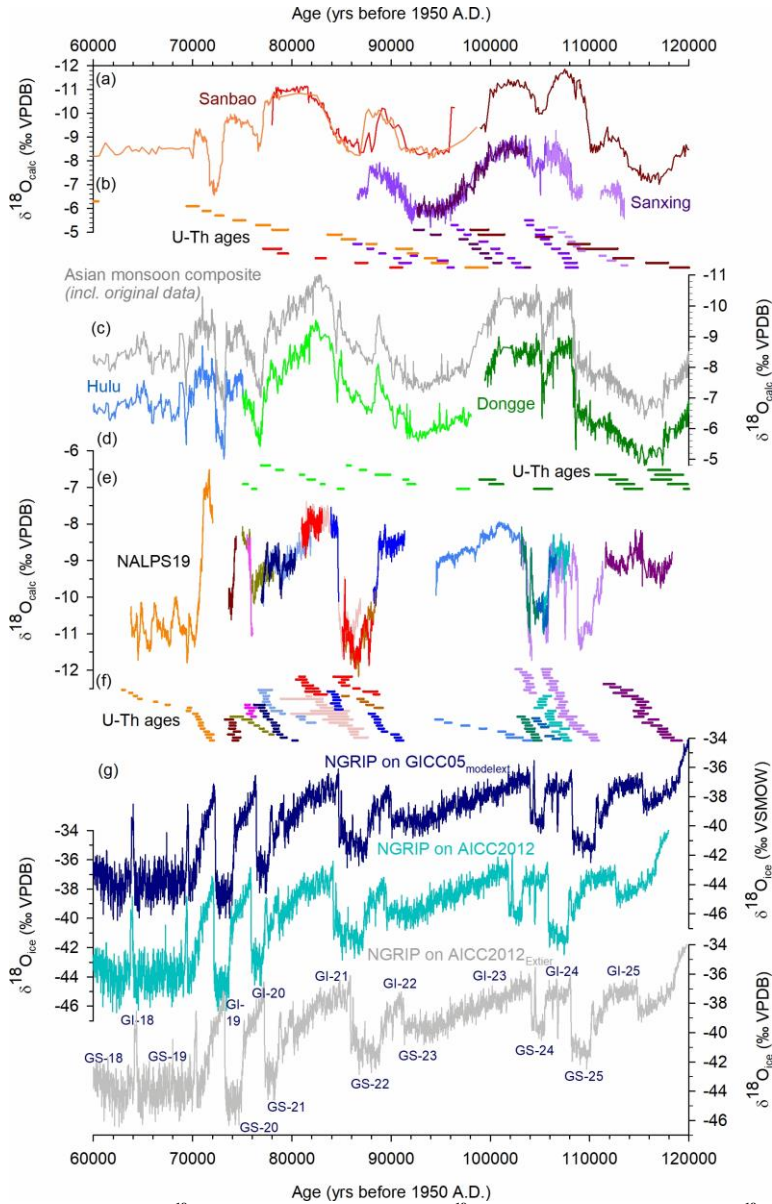 Age (yrs before 1950 A.D.)
60000 70000 80000 90000 100000 110000 120000
-12
-11
-10
-9
-8
-7
-6
-5
δ18Ocalc (‰ VPDB)
(a)
Sanbao
(b)
Sanxing
U-Th ages
Asian monsoon composite
(incl. original data)
-11
-10
-9
-8
-7
-6
-5
δ18Ocalc (‰ VPDB)
(c)
Hulu
Dongge
(d)
U-Th ages
-6
-7
-8
-9
-10
-11
-12
δ18Ocalc (‰ VPDB)
(e)
NALPS19
(f)
U-Th ages
(g)
NGRIP on GICC05modelext
-34
-36
-38
-40
-42
-44
-46
δ18Oice (‰ VSMOW)
-34
-36
-38
-40
-42
-44
-46
δ18Oice (‰ VPDB)
NGRIP on AICC2012
NGRIP on AICC2012Extier
-34
-36
-38
-40
-42
-44
-46
δ18Oice (‰ VPDB)
GI-18
GI-
19
GI-20
GI-21
GI-22
GI-23
GI-24
GI-25
GS-18
GS-19
GS-20
GS-21
GS-22
GS-23
GS-24
GS-25
60000 70000 80000 90000 100000 110000 120000
Age (yrs before 1950 A.D.)